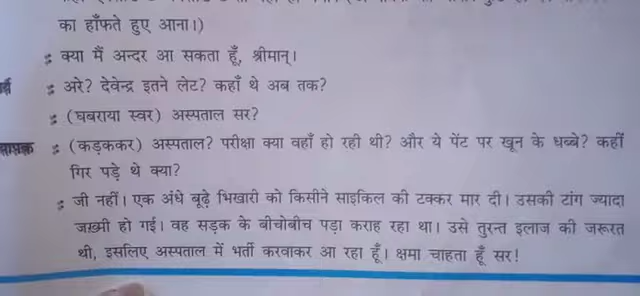 का हाँफते हुए आना।)
: क्या मैं अन्दर आ सकता हूँ, श्रीमान्।
: अरे? देवेन्द्र इतने लेट? कहाँ थे अब तक?
: (घबराया स्वर) अस्पताल सर?
: (कड़ककर) अस्पताल? परीक्षा क्या वहाँ हो रही थी? और ये पेंट पर खून के धब्बे? कहीं
गिर पड़े थे क्या?
: जी नहीं। एक अंधे बूढ़े भिखारी को किसीने साइकिल की टक्कर मार दी। उसकी टांग ज्यादा
जख़्मी हो गई। वह सड़क के बीचोबीच पड़ा कराह रहा था। उसे तुरन्त इलाज की जरूरत
थी, इसलिए अस्पताल में भर्ती करवाकर आ रहा हूँ। क्षमा चाहता हूँ सर!